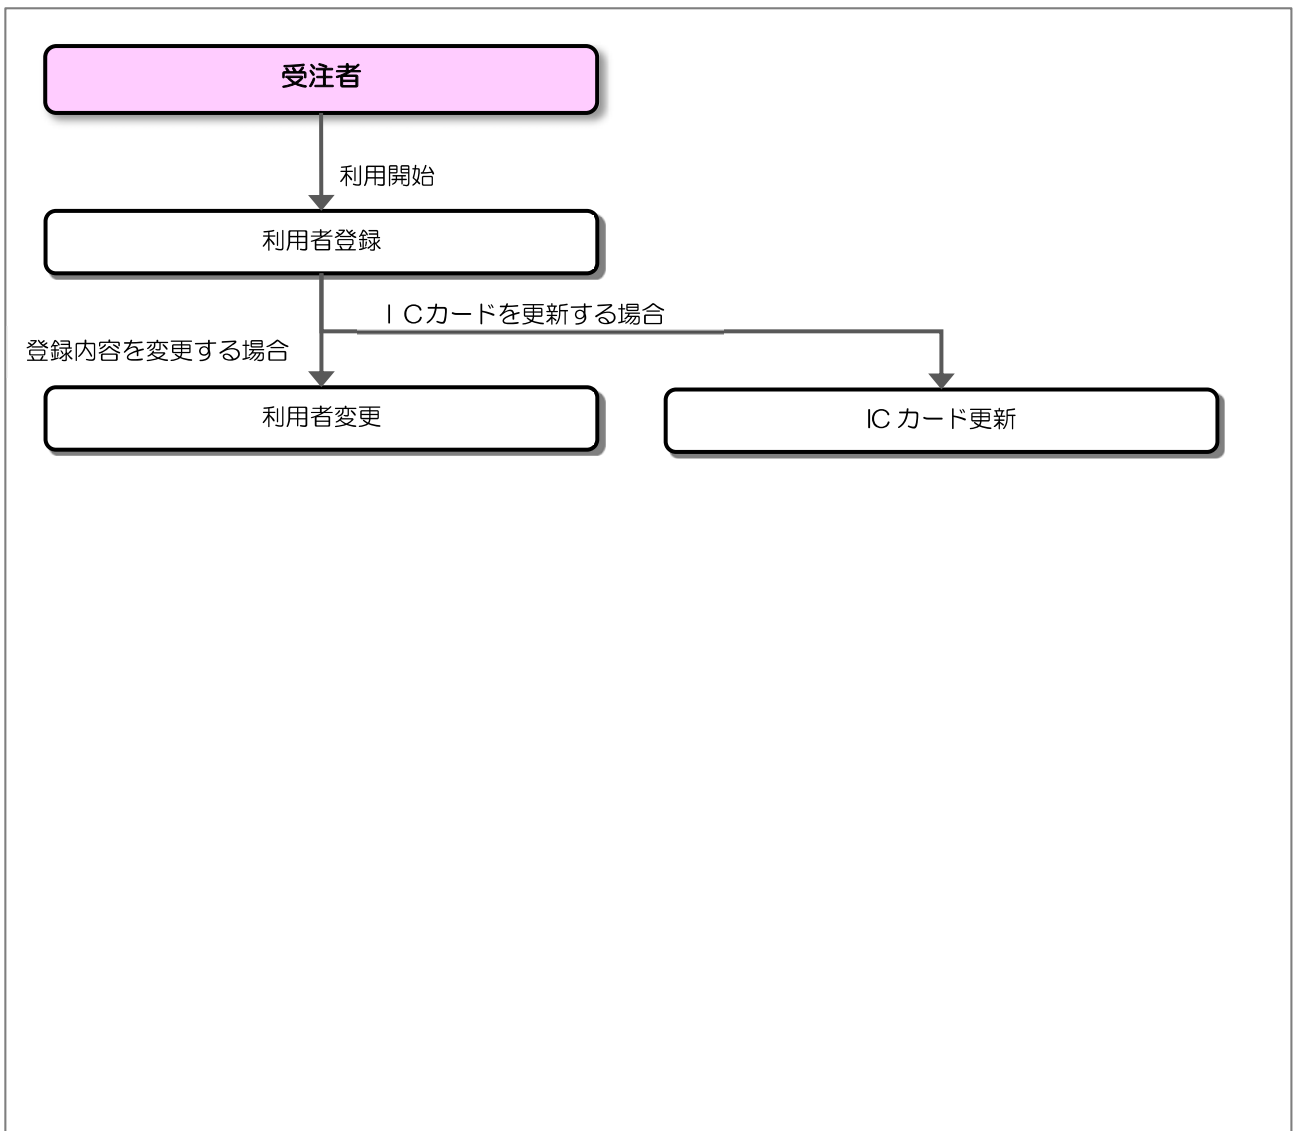 受注者
利用開始
利用者登録
ＩＣカードを更新する場合
登録内容を変更する場合
利用者変更
IC カード更新